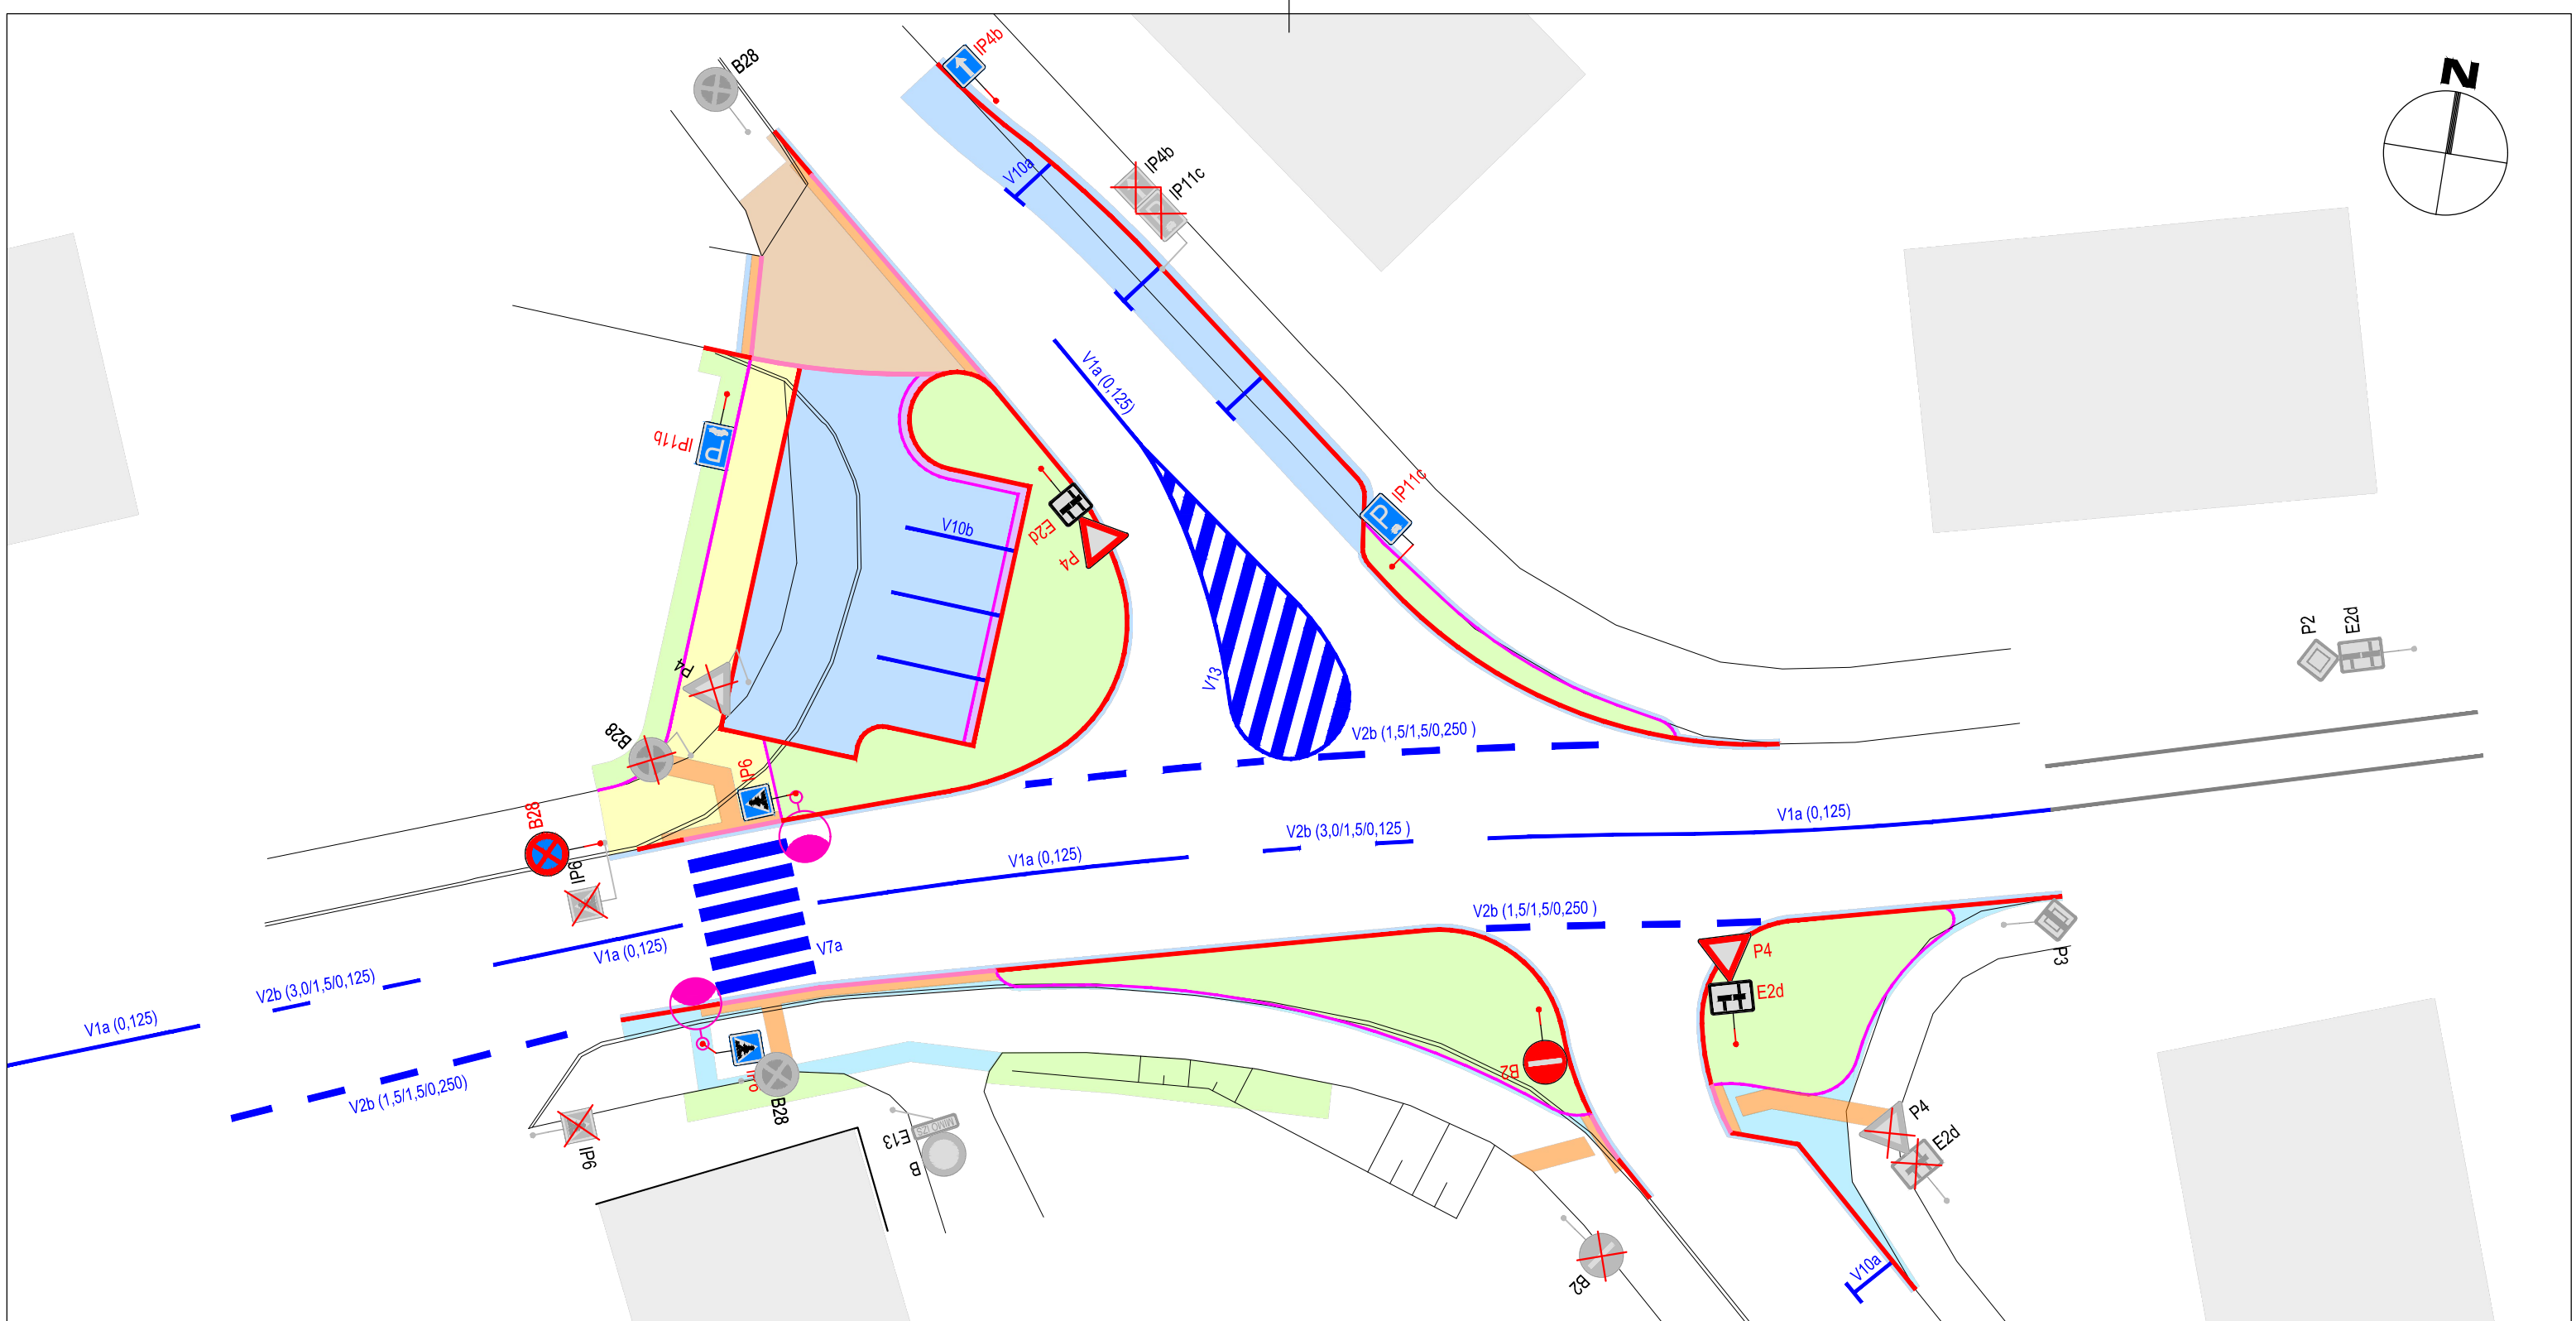 B28
IP4b
N
V10a
IP4b
IP11c
V1a (0,125)
IP11b
P
V10b
E2d
P4
IP11c
P
P2
E2d
P4
V13
B28
IP6
V2b (1,5/1,5/0,250 )
B28
IP6
V1a (0,125)
V2b (3,0/1,5/0,125 )
V1a (0,125)
V2b (1,5/1,5/0,250 )
V7a
V1a (0,125)
P4
P3
V2b (3,0/1,5/0,125)
E2d
V1a (0,125)
V2b (1,5/1,5/0,250)
IP6
B2
B28
P4
E2d
E13
MIMO IZS
B
IP6
V10a
B2